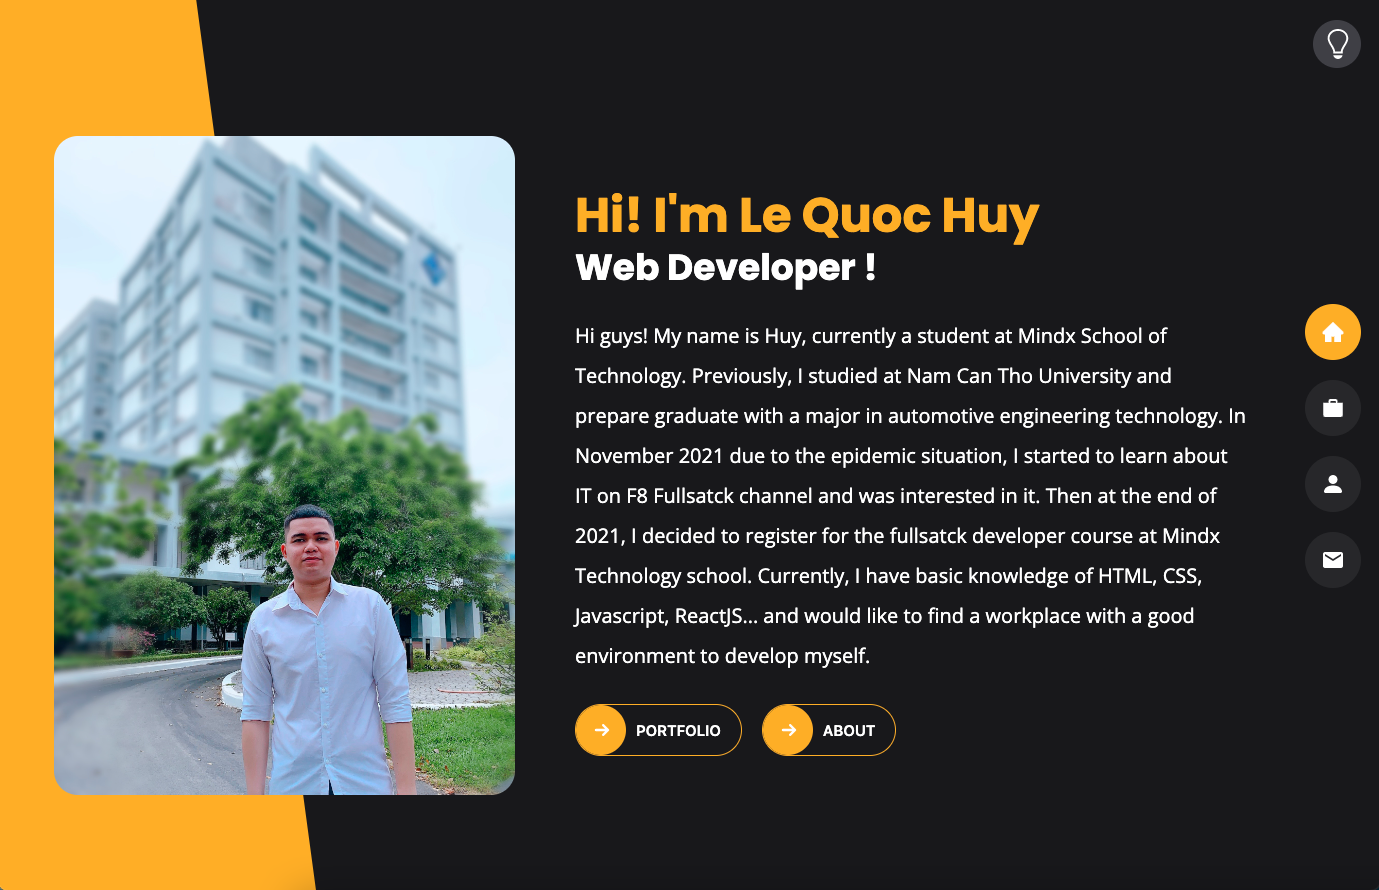 Hi! I'm Le Quoc Huy
Web Developer !
Hi guys! My name is Huy, currently a student at Mindx School of
Technology. Previously, I studied at Nam Can Tho University and
prepare graduate with a major in automotive engineering technology. In
November 2021 due to the epidemic situation, I started to learn about
IT on F8 Fullsatck channel and was interested in it. Then at the end of
2021, I decided to register for the fullsatck developer course at Mindx
Technology school. Currently, I have basic knowledge of HTML, CSS,
Javascript, ReactJS... and would like to find a workplace with a good
environment to develop myself.
PORTFOLIO
ABOUT